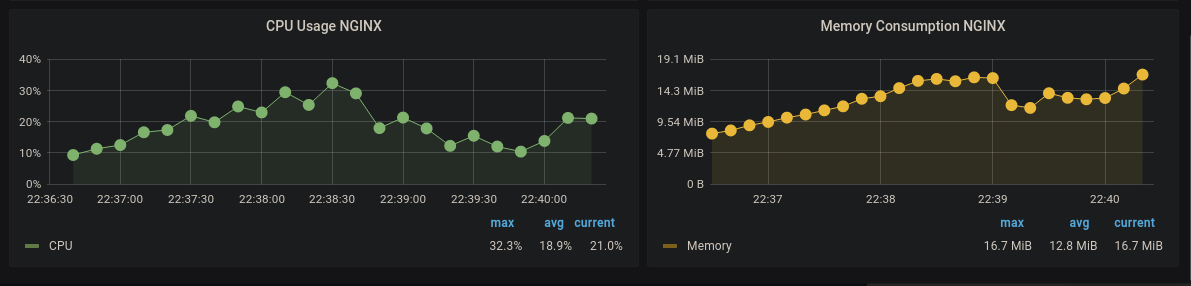 CPU Usage NGINX
40%
30%
20%
10%
0%
22:36:30 22:37:00 22:37:30 22:38:00 22:38:30 22:39:00 22:39:30 22:40:00
max avg current
CPU 32.3% 18.9% 21.0%
Memory Consumption NGINX
19.1 MiB
14.3 MiB
9.54 MiB
4.77 MiB
0 B
22:37 22:38 22:39 22:40
max avg current
Memory 16.7 MiB 12.8 MiB 16.7 MiB